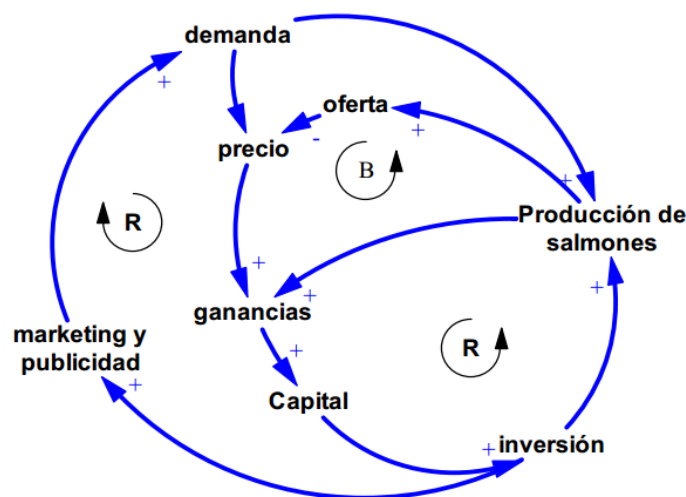 demanda
+
oferta
+
-
precio
B
+
Producción de
salmones
R
+
+
+
ganancias
marketing y
publicidad
+
R
+
Capital
+
inversión